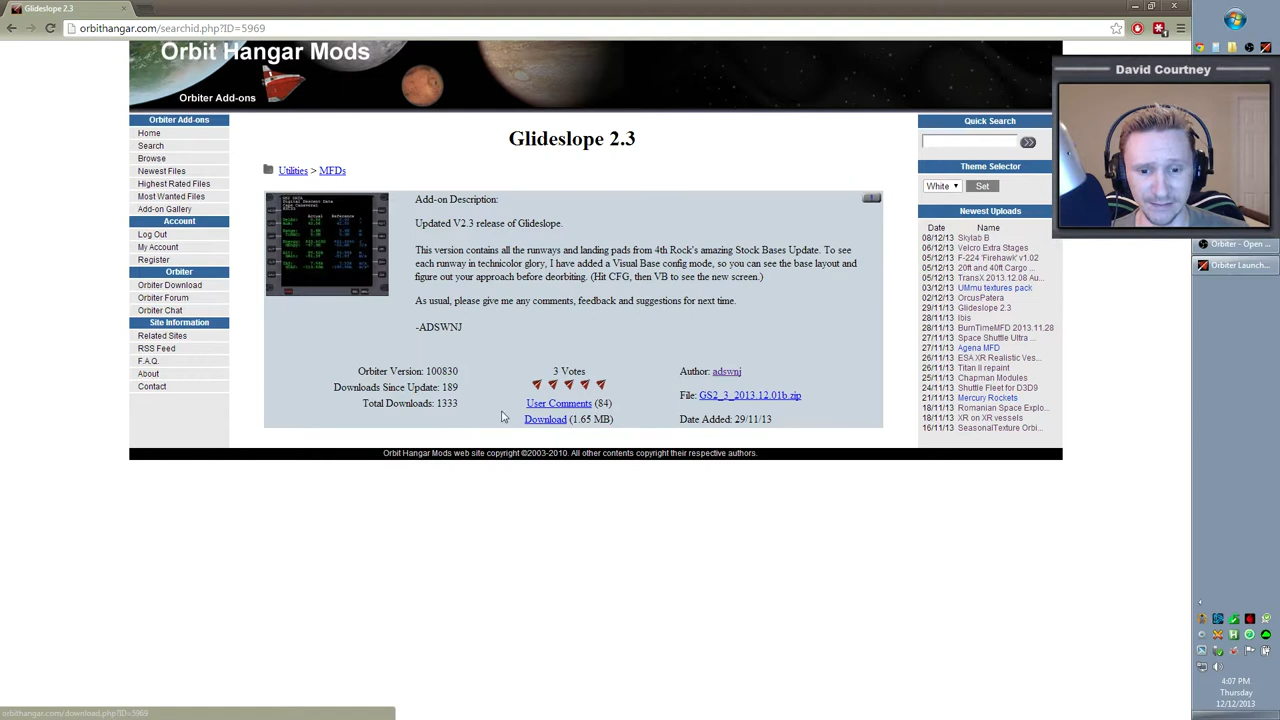 Glideslope 2.3
orbithangar.com/searchid.php?ID=5969
Orbit Hangar Mods
Orbiter Add-ons
David Courtney
Orbiter Add-ons
Home
Search
Browse
Newest Files
Highest Rated Files
Most Wanted Files
Add-on Gallery
Account
Log Out
My Account
Register
Orbiter
Orbiter Download
Orbiter Forum
Orbiter Chat
Site Information
Related Sites
RSS Feed
F.A.Q.
About
Contact
Glideslope 2.3
Utilities > MFDs
Add-on Description:
Updated V2.3 release of Glideslope.
This version contains all the runways and landing pads from 4th Rock's amazing Stock Bases Update. To see
each runway in technicolor glory, I have added a Visual Base config mode, so you can see the base layout and
figure out your approach before deorbiting. (Hit CFG, then VB to see the new screen.)
As usual, please give me any comments, feedback and suggestions for next time.
-ADSWNJ
Orbiter Version: 100830
Downloads Since Update: 189
Total Downloads: 1333
3 Votes
User Comments (84)
Download (1.65 MB)
Author: adswnj
File: GS2_3_2013.12.01b.zip
Date Added: 29/11/13
Orbit Hangar Mods web site copyright ©2003-2010. All other contents copyright their respective authors.
Quick Search
Theme Selector
White Set
Newest Uploads
Date Name
08/12/13 Skylab B
06/12/13 Velcro Extra Stages
05/12/13 F-224 'Firehawk' v1.02
05/12/13 20ft and 40ft Cargo ...
05/12/13 TransX 2013.12.08 Au...
03/12/13 UMmu textures pack
02/12/13 OrcusPatera
29/11/13 Glideslope 2.3
28/11/13 Ibis
28/11/13 BurnTimeMFD 2013.11.28
27/11/13 Space Shuttle Ultra ...
27/11/13 Agena MFD
26/11/13 ESA XR Realistic Ves...
26/11/13 Titan II repaint
25/11/13 Chapman Modules
24/11/13 Shuttle Fleet for D3D9
21/11/13 Mercury Rockets
18/11/13 Romanian Space Explo...
18/11/13 XR on XR vessels
16/11/13 SeasonalTexture Orbi...
Orbiter - Open ...
Orbiter Launch...
4:07 PM
Thursday
12/12/2013
orbithangar.com/download.php?ID=5969